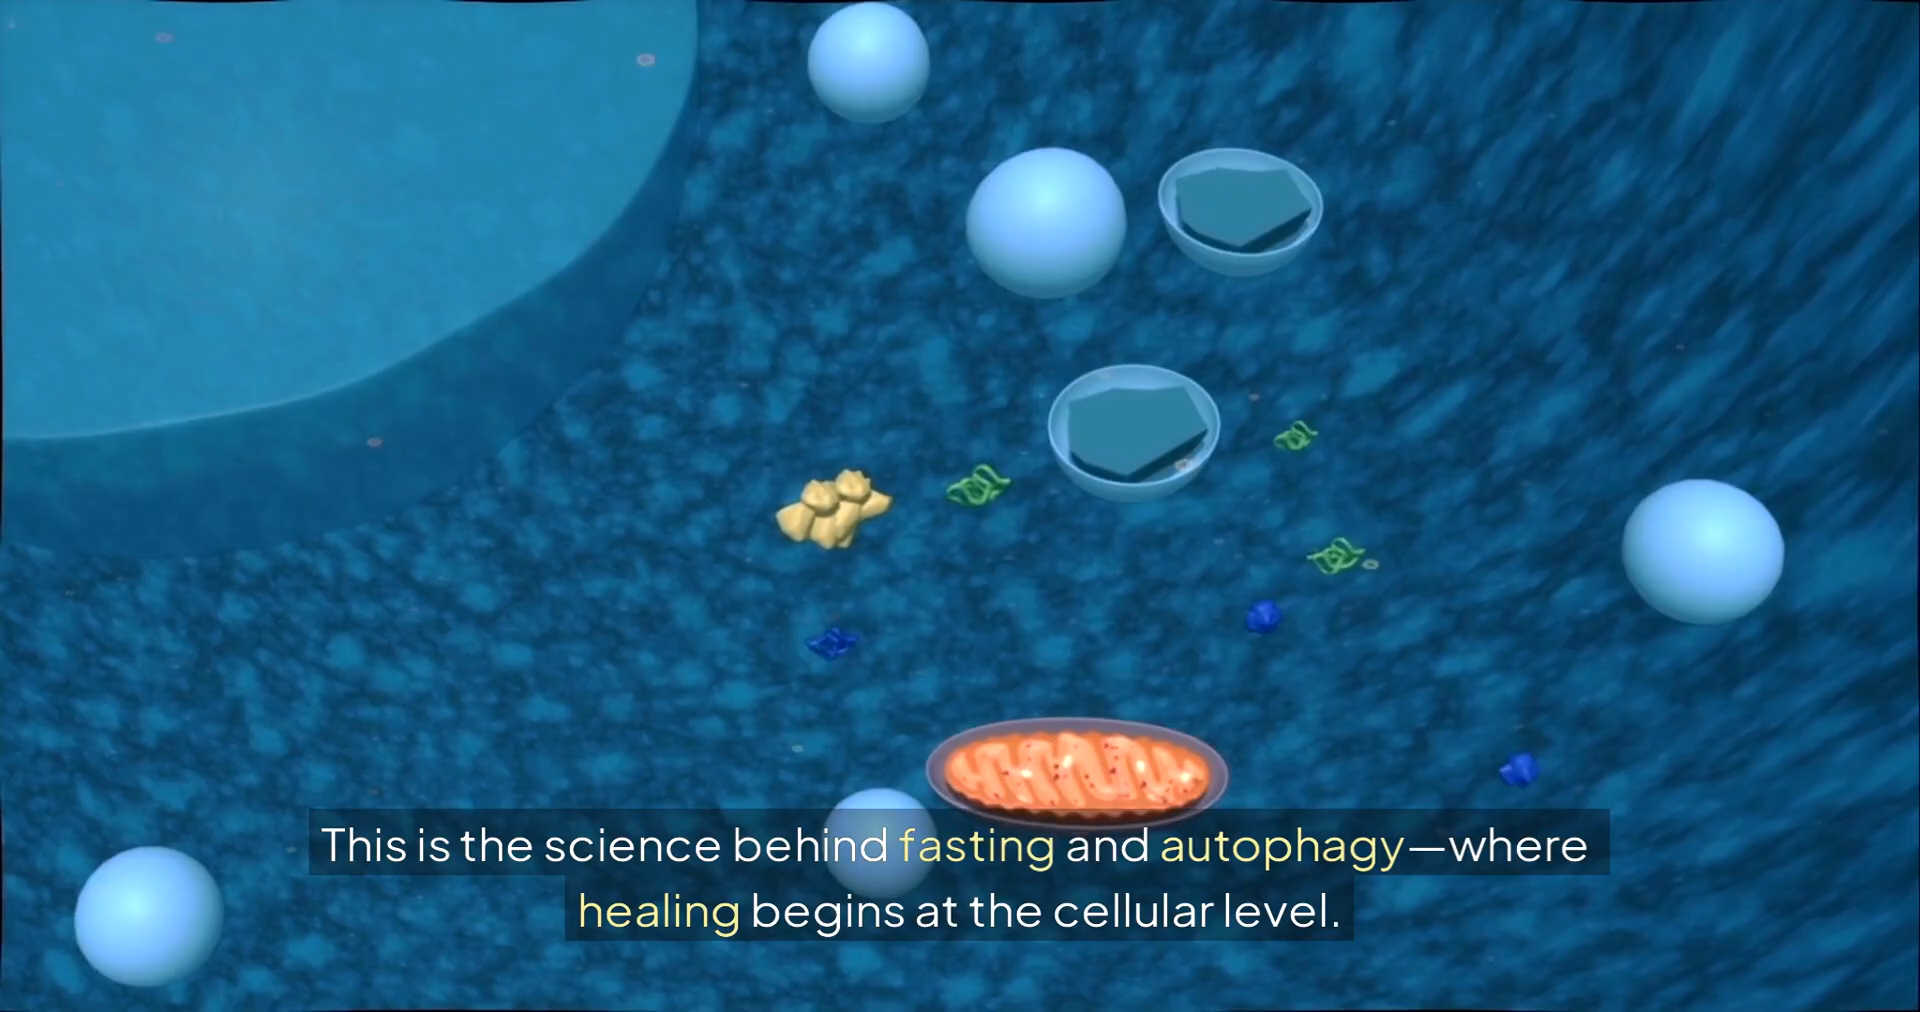 This is the science behind fasting and autophagy—where
healing begins at the cellular level.